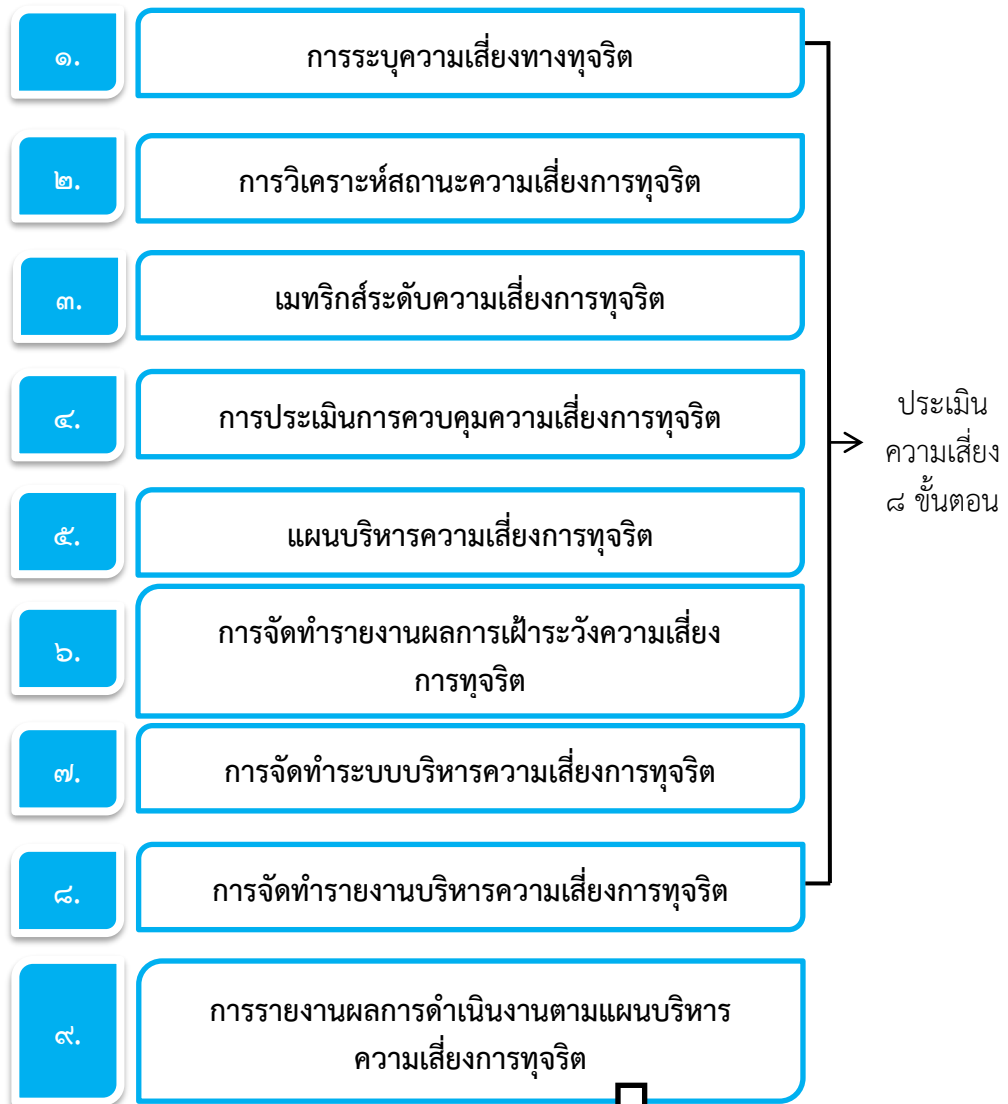 ๑.
การระบุความเสี่ยงทางทุจริต
๒.
การวิเคราะห์สถานะความเสี่ยงการทุจริต
๓.
เมทริกส์ระดับความเสี่ยงการทุจริต
๔.
การประเมินการควบคุมความเสี่ยงการทุจริต
๕.
แผนบริหารความเสี่ยงการทุจริต
๖.
การจัดทำรายงานผลการเฝ้าระวังความเสี่ยง
การทุจริต
๗.
การจัดทำระบบบริหารความเสี่ยงการทุจริต
๘.
การจัดทำรายงานบริหารความเสี่ยงการทุจริต
๙.
การรายงานผลการดำเนินงานตามแผนบริหาร
ความเสี่ยงการทุจริต
ประเมิน
ความเสี่ยง
๘ ขั้นตอน